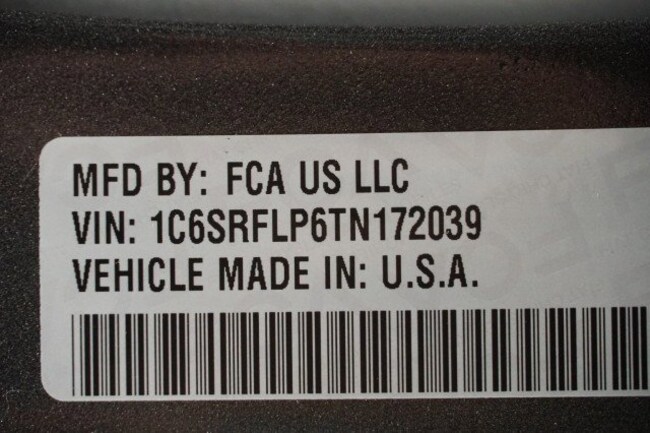 MFD BY: FCA US LLC
VIN: 1C6SRFLP6TN172039
VEHICLE MADE IN: U.S.A.